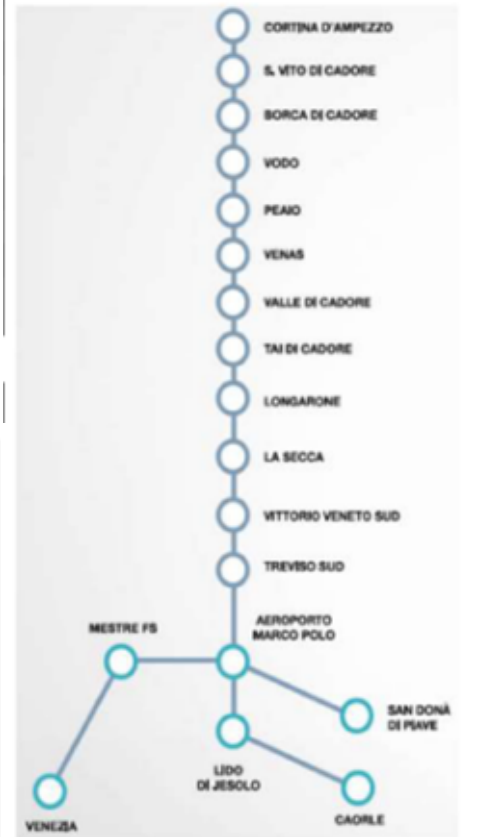 CORTINA D'AMPEZZO
S. VITO DI CADORE
BORCA DI CADORE
VODO
PEAIO
VENAS
VALLE DI CADORE
TAI DI CADORE
LONGARONE
LA SECCA
VITTORIO VENETO SUD
TREVISO SUD
AEROPORTO
MARCO POLO
MESTRE FS
SAN DONÀ
DI PIAVE
LIDO
DI JESOLO
CAORLE
VENEZIA